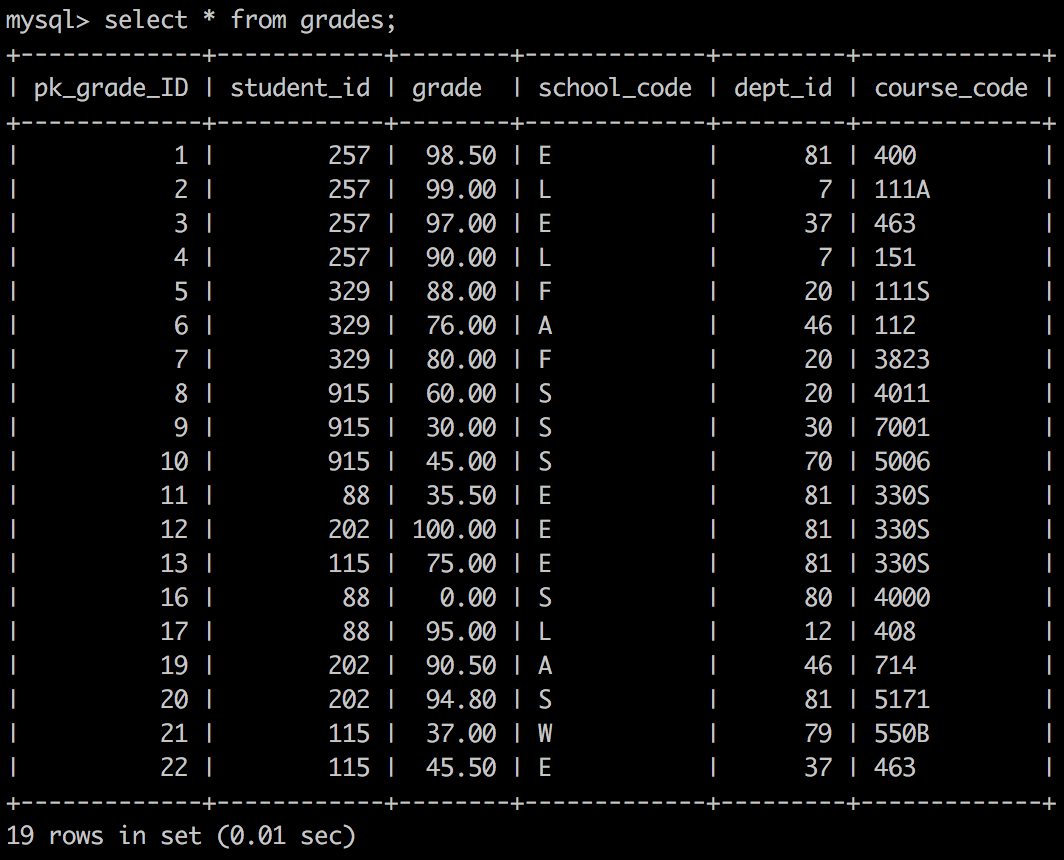 mysql> select * from grades;
+-------------+------------+--------+-------------+---------+-------------+
| pk_grade_ID | student_id | grade  | school_code | dept_id | course_code |
+-------------+------------+--------+-------------+---------+-------------+
|           1 |        257 |  98.50 | E           |      81 | 400         |
|           2 |        257 |  99.00 | L           |       7 | 111A        |
|           3 |        257 |  97.00 | E           |      37 | 463         |
|           4 |        257 |  90.00 | L           |       7 | 151         |
|           5 |        329 |  88.00 | F           |      20 | 111S        |
|           6 |        329 |  76.00 | A           |      46 | 112         |
|           7 |        329 |  80.00 | F           |      20 | 3823        |
|           8 |        915 |  60.00 | S           |      20 | 4011        |
|           9 |        915 |  30.00 | S           |      30 | 7001        |
|          10 |        915 |  45.00 | S           |      70 | 5006        |
|          11 |         88 |  35.50 | E           |      81 | 330S        |
|          12 |        202 | 100.00 | E           |      81 | 330S        |
|          13 |        115 |  75.00 | E           |      81 | 330S        |
|          16 |         88 |   0.00 | S           |      80 | 4000        |
|          17 |         88 |  95.00 | L           |      12 | 408         |
|          19 |        202 |  90.50 | A           |      46 | 714         |
|          20 |        202 |  94.80 | S           |      81 | 5171        |
|          21 |        115 |  37.00 | W           |      79 | 550B        |
|          22 |        115 |  45.50 | E           |      37 | 463         |
+-------------+------------+--------+-------------+---------+-------------+
19 rows in set (0.01 sec)